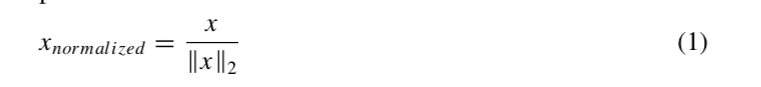 x_normalized = x / ‖x‖₂ (1)